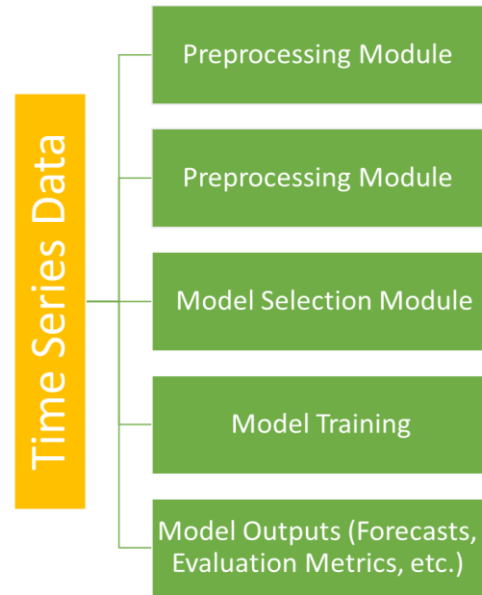 Time Series Data
Preprocessing Module
Preprocessing Module
Model Selection Module
Model Training
Model Outputs (Forecasts,
Evaluation Metrics, etc.)